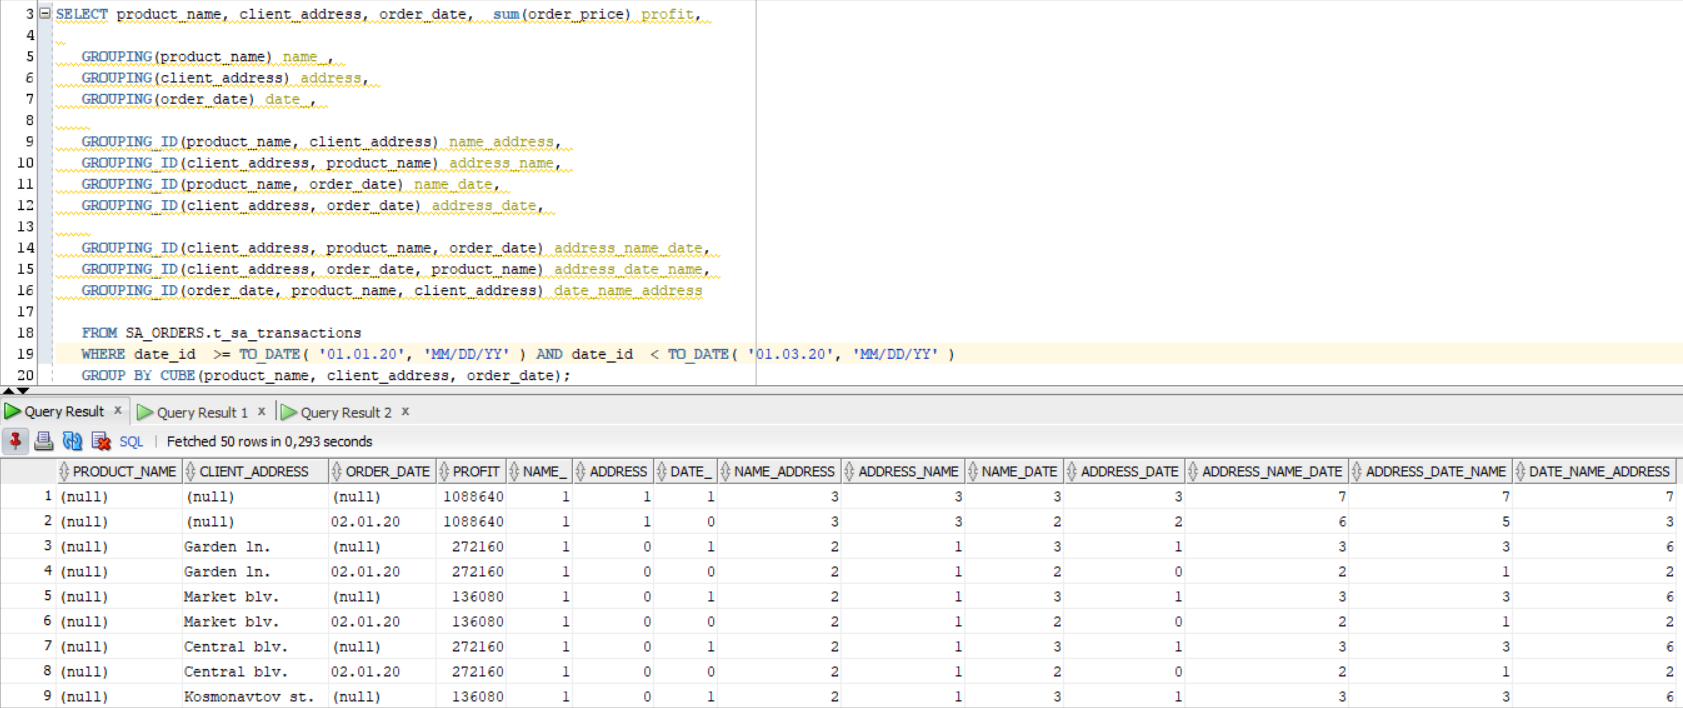 3 SELECT product_name, client_address, order_date, sum(order_price) profit,
4
5 GROUPING(product_name) name_,
6 GROUPING(client_address) address,
7 GROUPING(order_date) date_,
8
9 GROUPING_ID(product_name, client_address) name_address,
10 GROUPING_ID(client_address, product_name) address_name,
11 GROUPING_ID(product_name, order_date) name_date,
12 GROUPING_ID(client_address, order_date) address_date,
13
14 GROUPING_ID(client_address, product_name, order_date) address_name_date,
15 GROUPING_ID(client_address, order_date, product_name) address_date_name,
16 GROUPING_ID(order_date, product_name, client_address) date_name_address
17
18 FROM SA_ORDERS.t_sa_transactions
19 WHERE date_id >= TO_DATE( '01.01.20', 'MM/DD/YY' ) AND date_id < TO_DATE( '01.03.20', 'MM/DD/YY' )
20 GROUP BY CUBE(product_name, client_address, order_date);
Query Result x Query Result 1 x Query Result 2 x
SQL | Fetched 50 rows in 0,293 seconds
PRODUCT_NAME CLIENT_ADDRESS ORDER_DATE PROFIT NAME_ ADDRESS DATE_ NAME_ADDRESS ADDRESS_NAME NAME_DATE ADDRESS_DATE ADDRESS_NAME_DATE ADDRESS_DATE_NAME DATE_NAME_ADDRESS
1 (null) (null) (null) 1088640 1 1 1 3 3 3 3 7 7 7
2 (null) (null) 02.01.20 1088640 1 1 0 3 3 2 2 6 5 3
3 (null) Garden ln. (null) 272160 1 0 1 2 1 3 1 3 3 6
4 (null) Garden ln. 02.01.20 272160 1 0 0 2 1 2 0 2 1 2
5 (null) Market blv. (null) 136080 1 0 1 2 1 3 1 3 3 6
6 (null) Market blv. 02.01.20 136080 1 0 0 2 1 2 0 2 1 2
7 (null) Central blv. (null) 272160 1 0 1 2 1 3 1 3 3 6
8 (null) Central blv. 02.01.20 272160 1 0 0 2 1 2 0 2 1 2
9 (null) Kosmonavtov st. (null) 136080 1 0 1 2 1 3 1 3 3 6